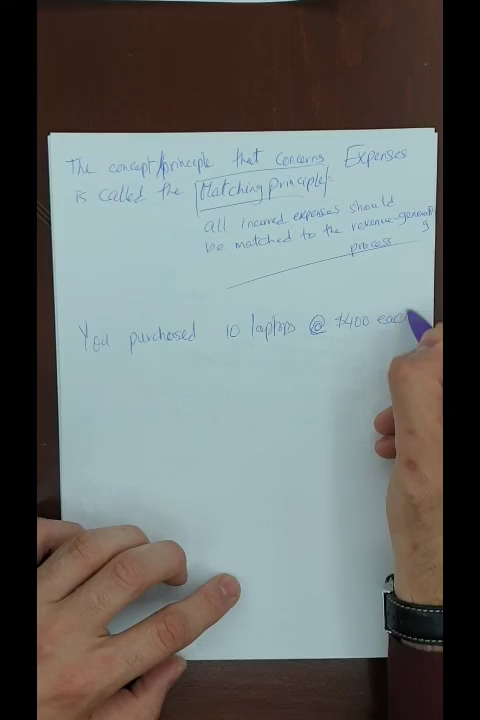 The concept/principle that concerns Expenses
is called the Matching principle:
all incurred expenses should
be matched to the revenue-generating
process.
You purchased 10 laptops @ $400 each